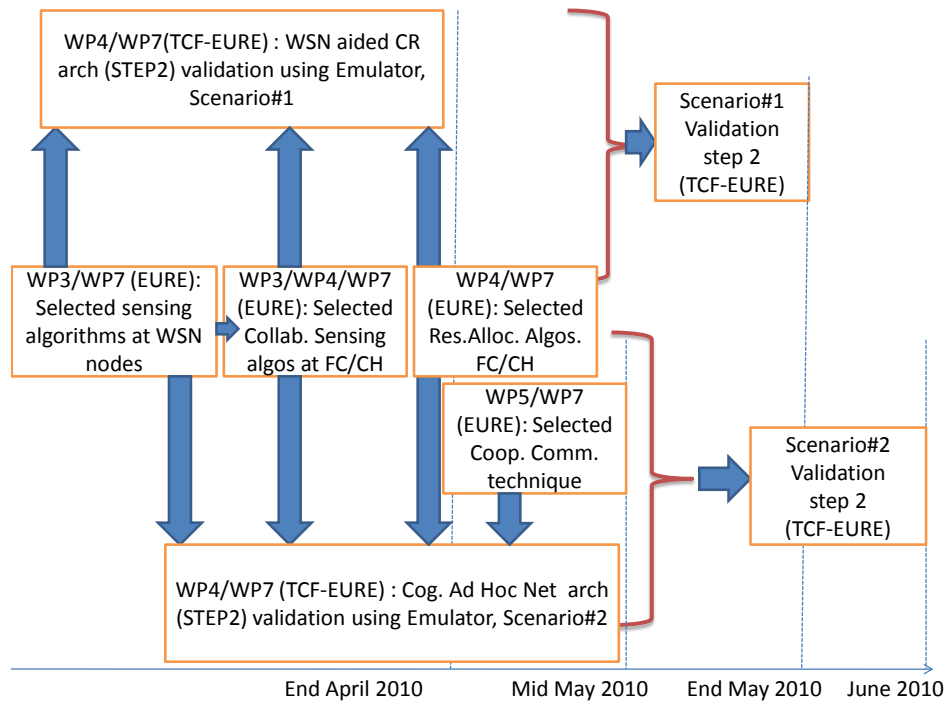 WP4/WP7(TCF-EURE) : WSN aided CR
arch (STEP2) validation using Emulator,
Scenario#1
Scenario#1
Validation
step 2
(TCF-EURE)
WP3/WP7 (EURE):
Selected sensing
algorithms at WSN
nodes
WP3/WP4/WP7
(EURE): Selected
Collab. Sensing
algos at FC/CH
WP4/WP7
(EURE): Selected
Res.Alloc. Algos.
FC/CH
WP5/WP7
(EURE): Selected
Coop. Comm.
technique
Scenario#2
Validation
step 2
(TCF-EURE)
WP4/WP7 (TCF-EURE) : Cog. Ad Hoc Net arch
(STEP2) validation using Emulator, Scenario#2
End April 2010
Mid May 2010
End May 2010
June 2010